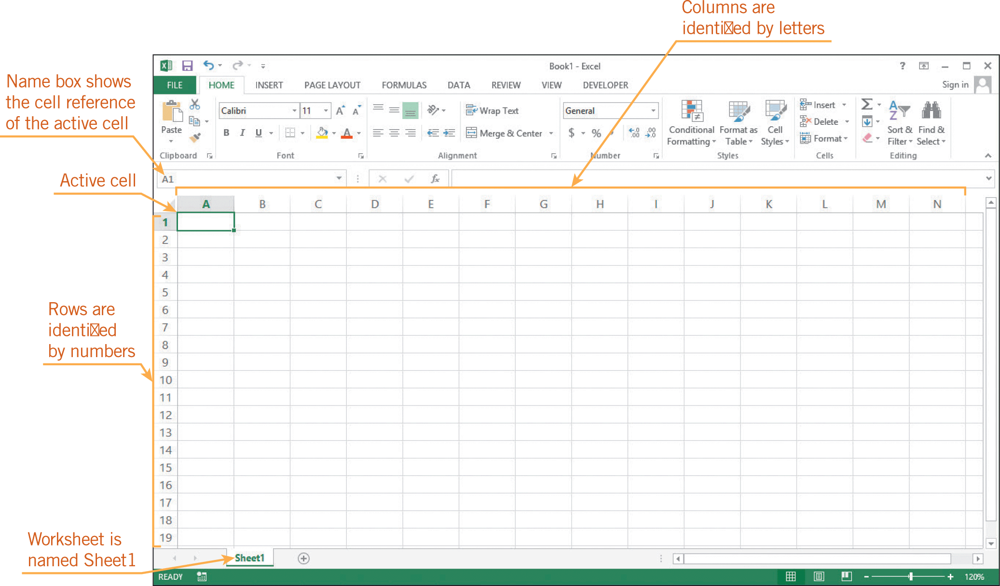 Columns are
identified by letters
Book1 - Excel
?
Name box shows
the cell reference
of the active cell
FILE HOME INSERT PAGE LAYOUT FORMULAS DATA REVIEW VIEW DEVELOPER Sign in
Calibri 11 A A Wrap Text General Insert Σ A Z
Paste B I U A Merge & Center $ % , ←.0 .00 .00 →.0 Delete
Conditional Format as Cell Sort & Find &
Formatting Table Styles Format Filter Select
Clipboard Font Alignment Number Styles Cells Editing
A1 fx
Active cell
A B C D E F G H I J K L M N
1
2
3
4
5
6
Rows are
identified
by numbers
7
8
9
10
11
12
13
14
15
16
17
18
19
Worksheet is
named Sheet1
Sheet1
READY 120%